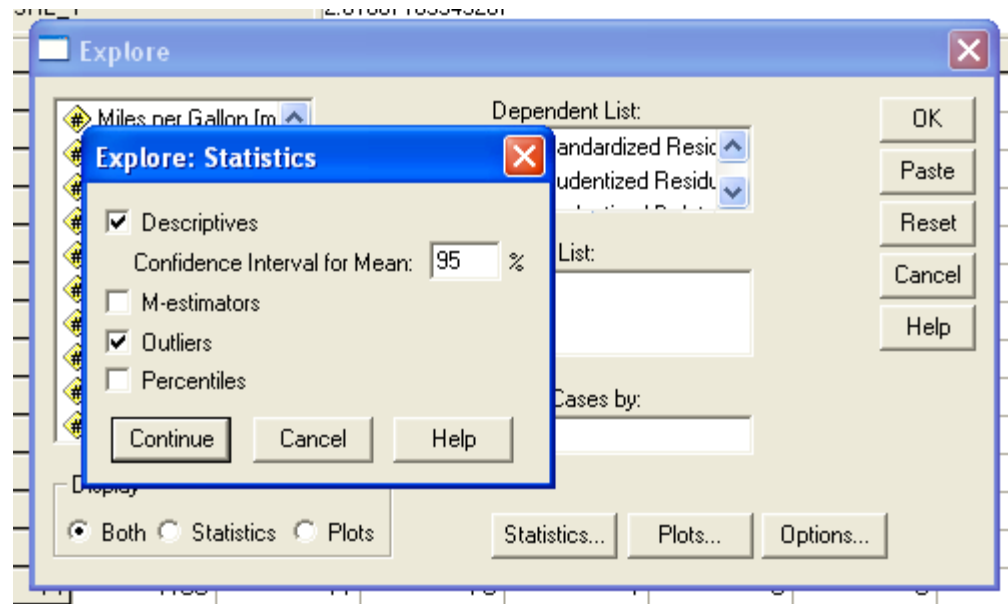 Explore
Miles per Gallon [m
Dependent List:
andardized Resic
udentized Residu
OK
Paste
Reset
Cancel
Help
Explore: Statistics
Descriptives
Confidence Interval for Mean: 95 %
M-estimators
Outliers
Percentiles
Continue
Cancel
Help
List:
Cases by:
Display
Both
Statistics
Plots
Statistics...
Plots...
Options...